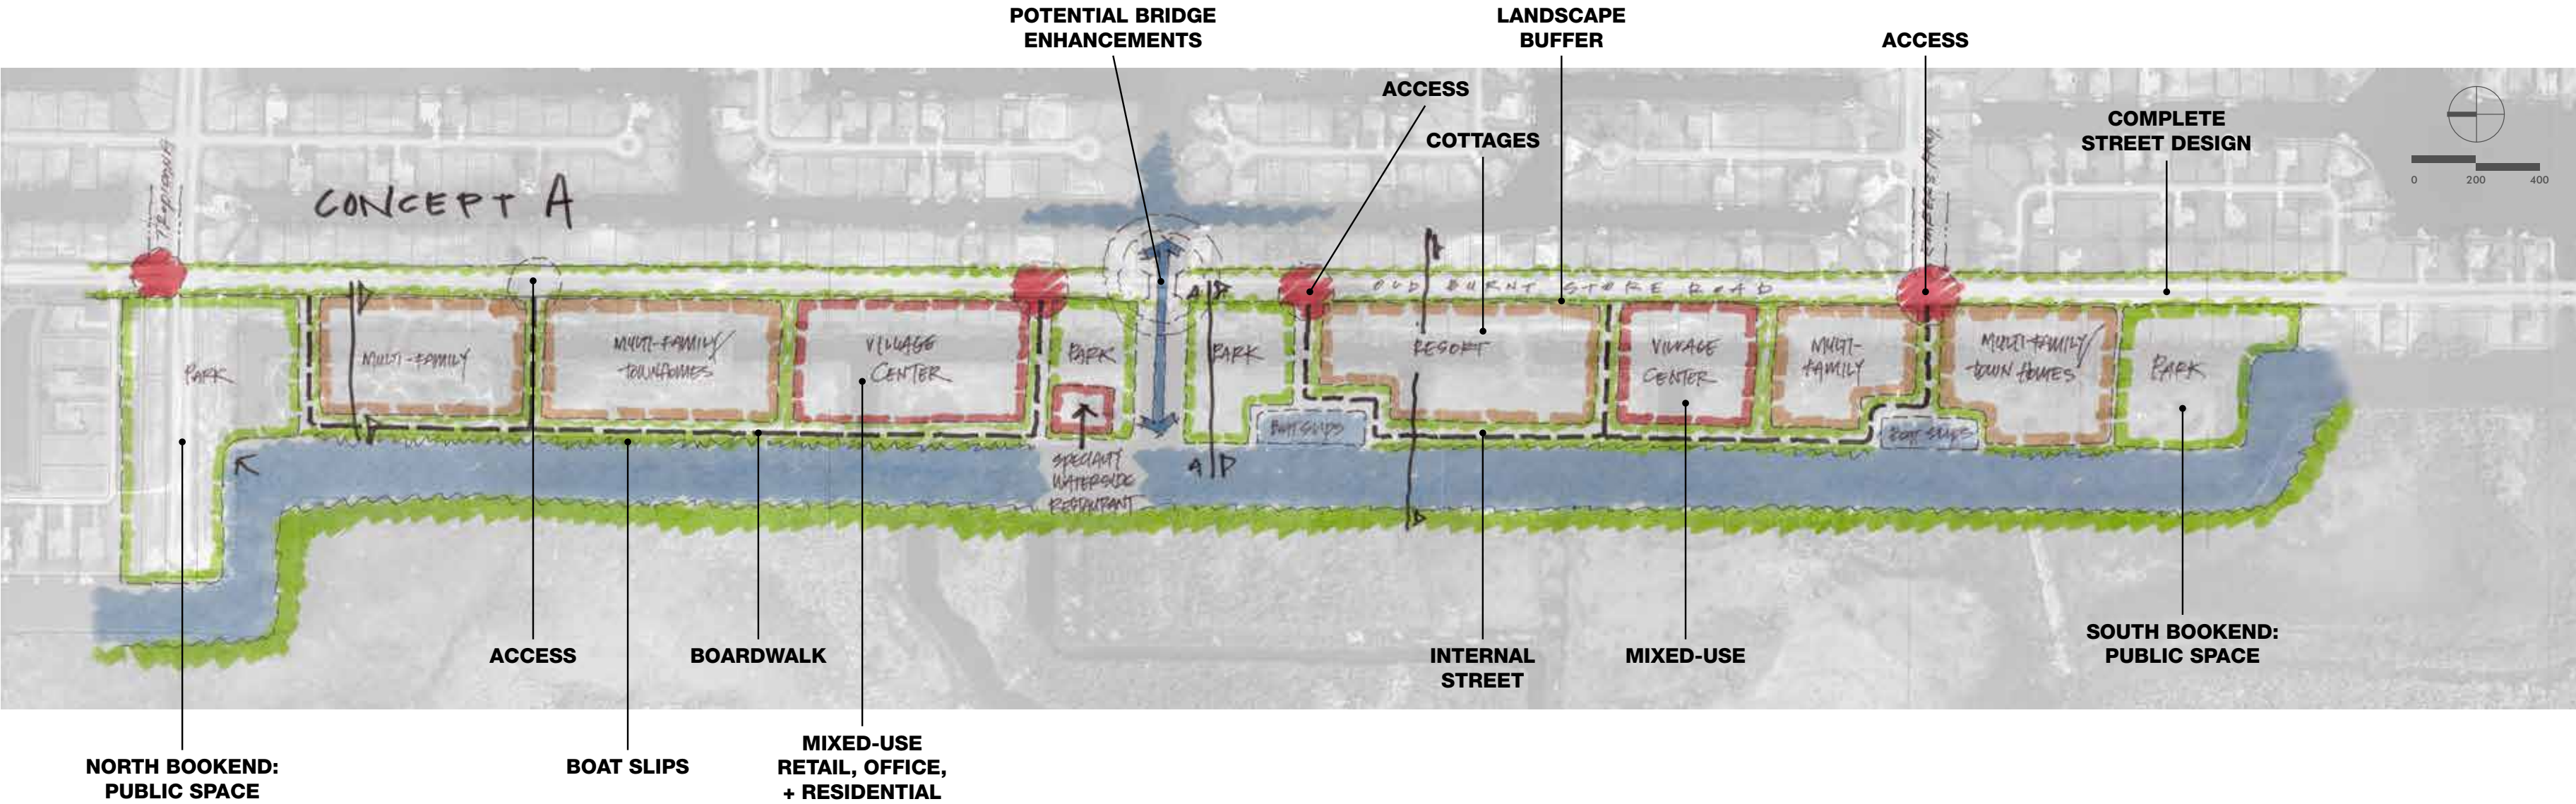 POTENTIAL BRIDGE
ENHANCEMENTS
LANDSCAPE
BUFFER
ACCESS
ACCESS
COTTAGES
COMPLETE
STREET DESIGN
0 200 400
TROPICANA
CONCEPT A
OLD BURNT STORE ROAD
A
PARK
MULTI-FAMILY
MULTI-FAMILY/
TOWNHOMES
VILLAGE
CENTER
PARK
PARK
RESORT
VILLAGE
CENTER
MULTI-
FAMILY
MULTI-FAMILY/
TOWN HOMES
PARK
BOAT SLIPS
BOAT SLIPS
SPECIALTY
WATERSIDE
RESTAURANT
A
ACCESS
BOARDWALK
INTERNAL
STREET
MIXED-USE
SOUTH BOOKEND:
PUBLIC SPACE
NORTH BOOKEND:
PUBLIC SPACE
BOAT SLIPS
MIXED-USE
RETAIL, OFFICE,
+ RESIDENTIAL